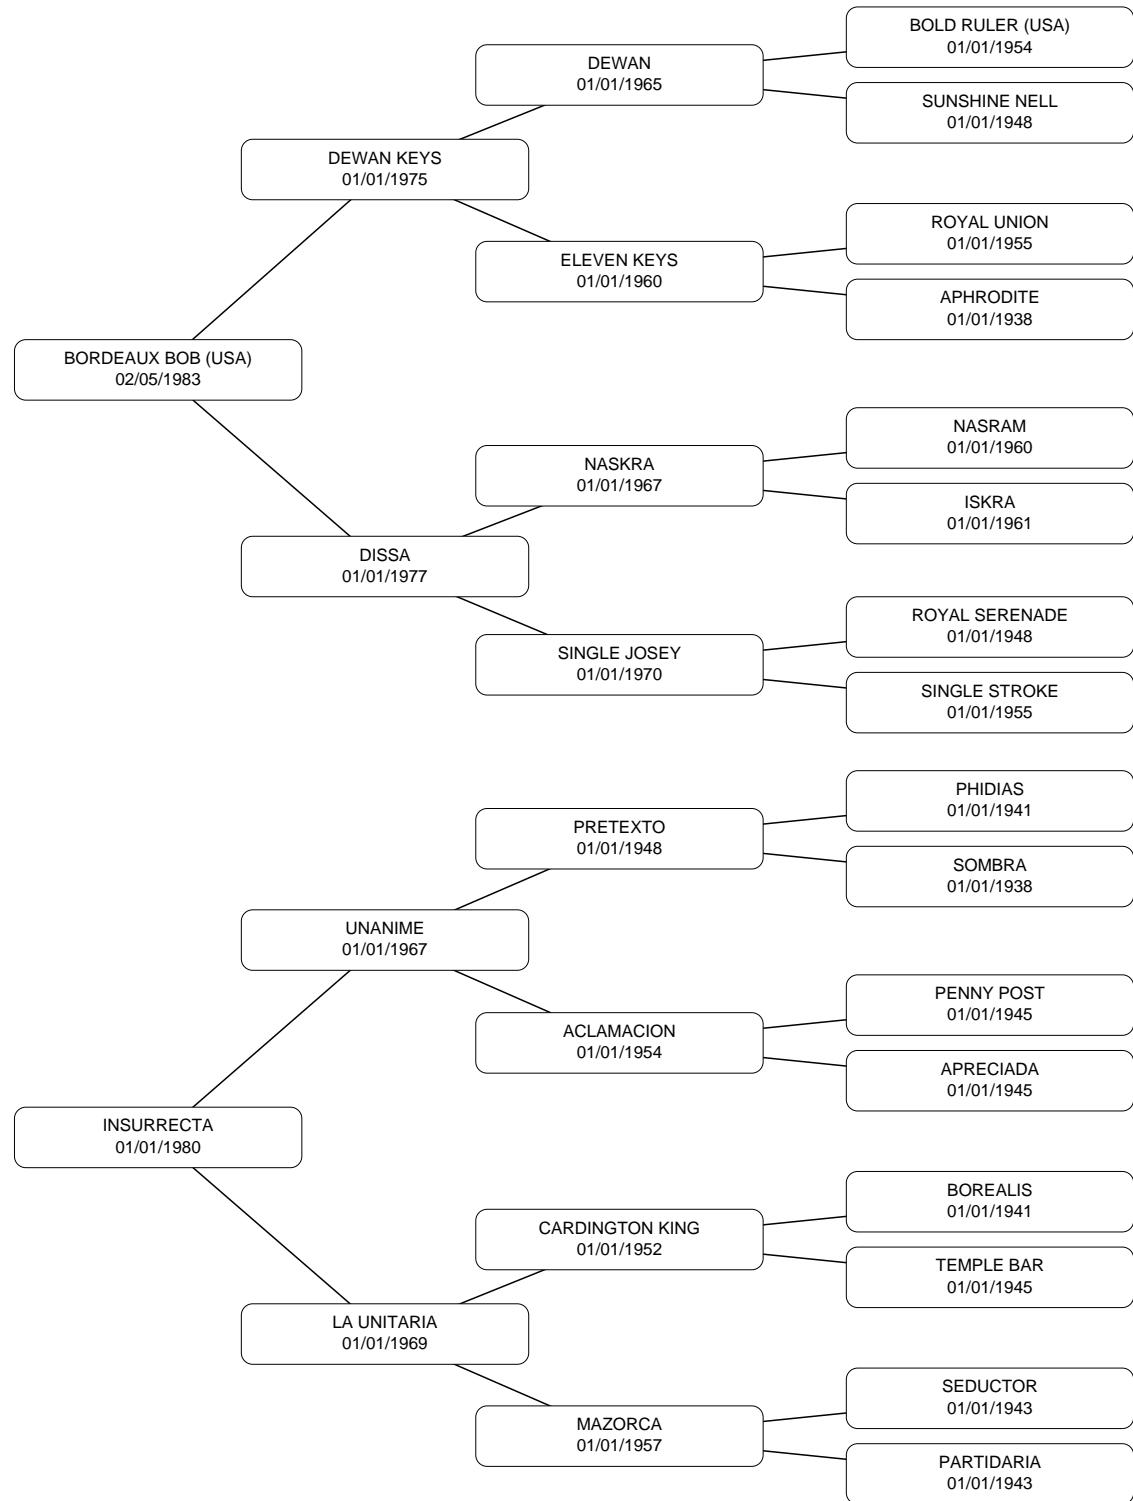 BOLD RULER (USA)
01/01/1954
DEWAN
01/01/1965
SUNSHINE NELL
01/01/1948
DEWAN KEYS
01/01/1975
ROYAL UNION
01/01/1955
ELEVEN KEYS
01/01/1960
APHRODITE
01/01/1938
BORDEAUX BOB (USA)
02/05/1983
NASRAM
01/01/1960
NASKRA
01/01/1967
ISKRA
01/01/1961
DISSA
01/01/1977
ROYAL SERENADE
01/01/1948
SINGLE JOSEY
01/01/1970
SINGLE STROKE
01/01/1955
PHIDIAS
01/01/1941
PRETEXTO
01/01/1948
SOMBRA
01/01/1938
UNANIME
01/01/1967
PENNY POST
01/01/1945
ACLAMACION
01/01/1954
APRECIADA
01/01/1945
INSURRECTA
01/01/1980
BOREALIS
01/01/1941
CARDINGTON KING
01/01/1952
TEMPLE BAR
01/01/1945
LA UNITARIA
01/01/1969
SEDUCTOR
01/01/1943
MAZORCA
01/01/1957
PARTIDARIA
01/01/1943